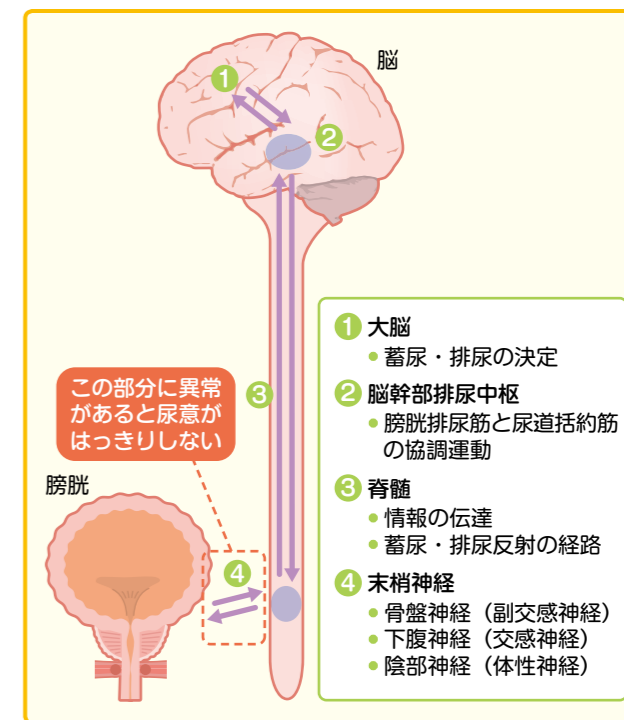 脳
1
2
この部分に異常
があると尿意が
はっきりしない
3
膀胱
4
1 大脳
• 蓄尿・排尿の決定
2 脳幹部排尿中枢
• 膀胱排尿筋と尿道括約筋
の協調運動
3 脊髄
• 情報の伝達
• 蓄尿・排尿反射の経路
4 末梢神経
• 骨盤神経（副交感神経）
• 下腹神経（交感神経）
• 陰部神経（体性神経）